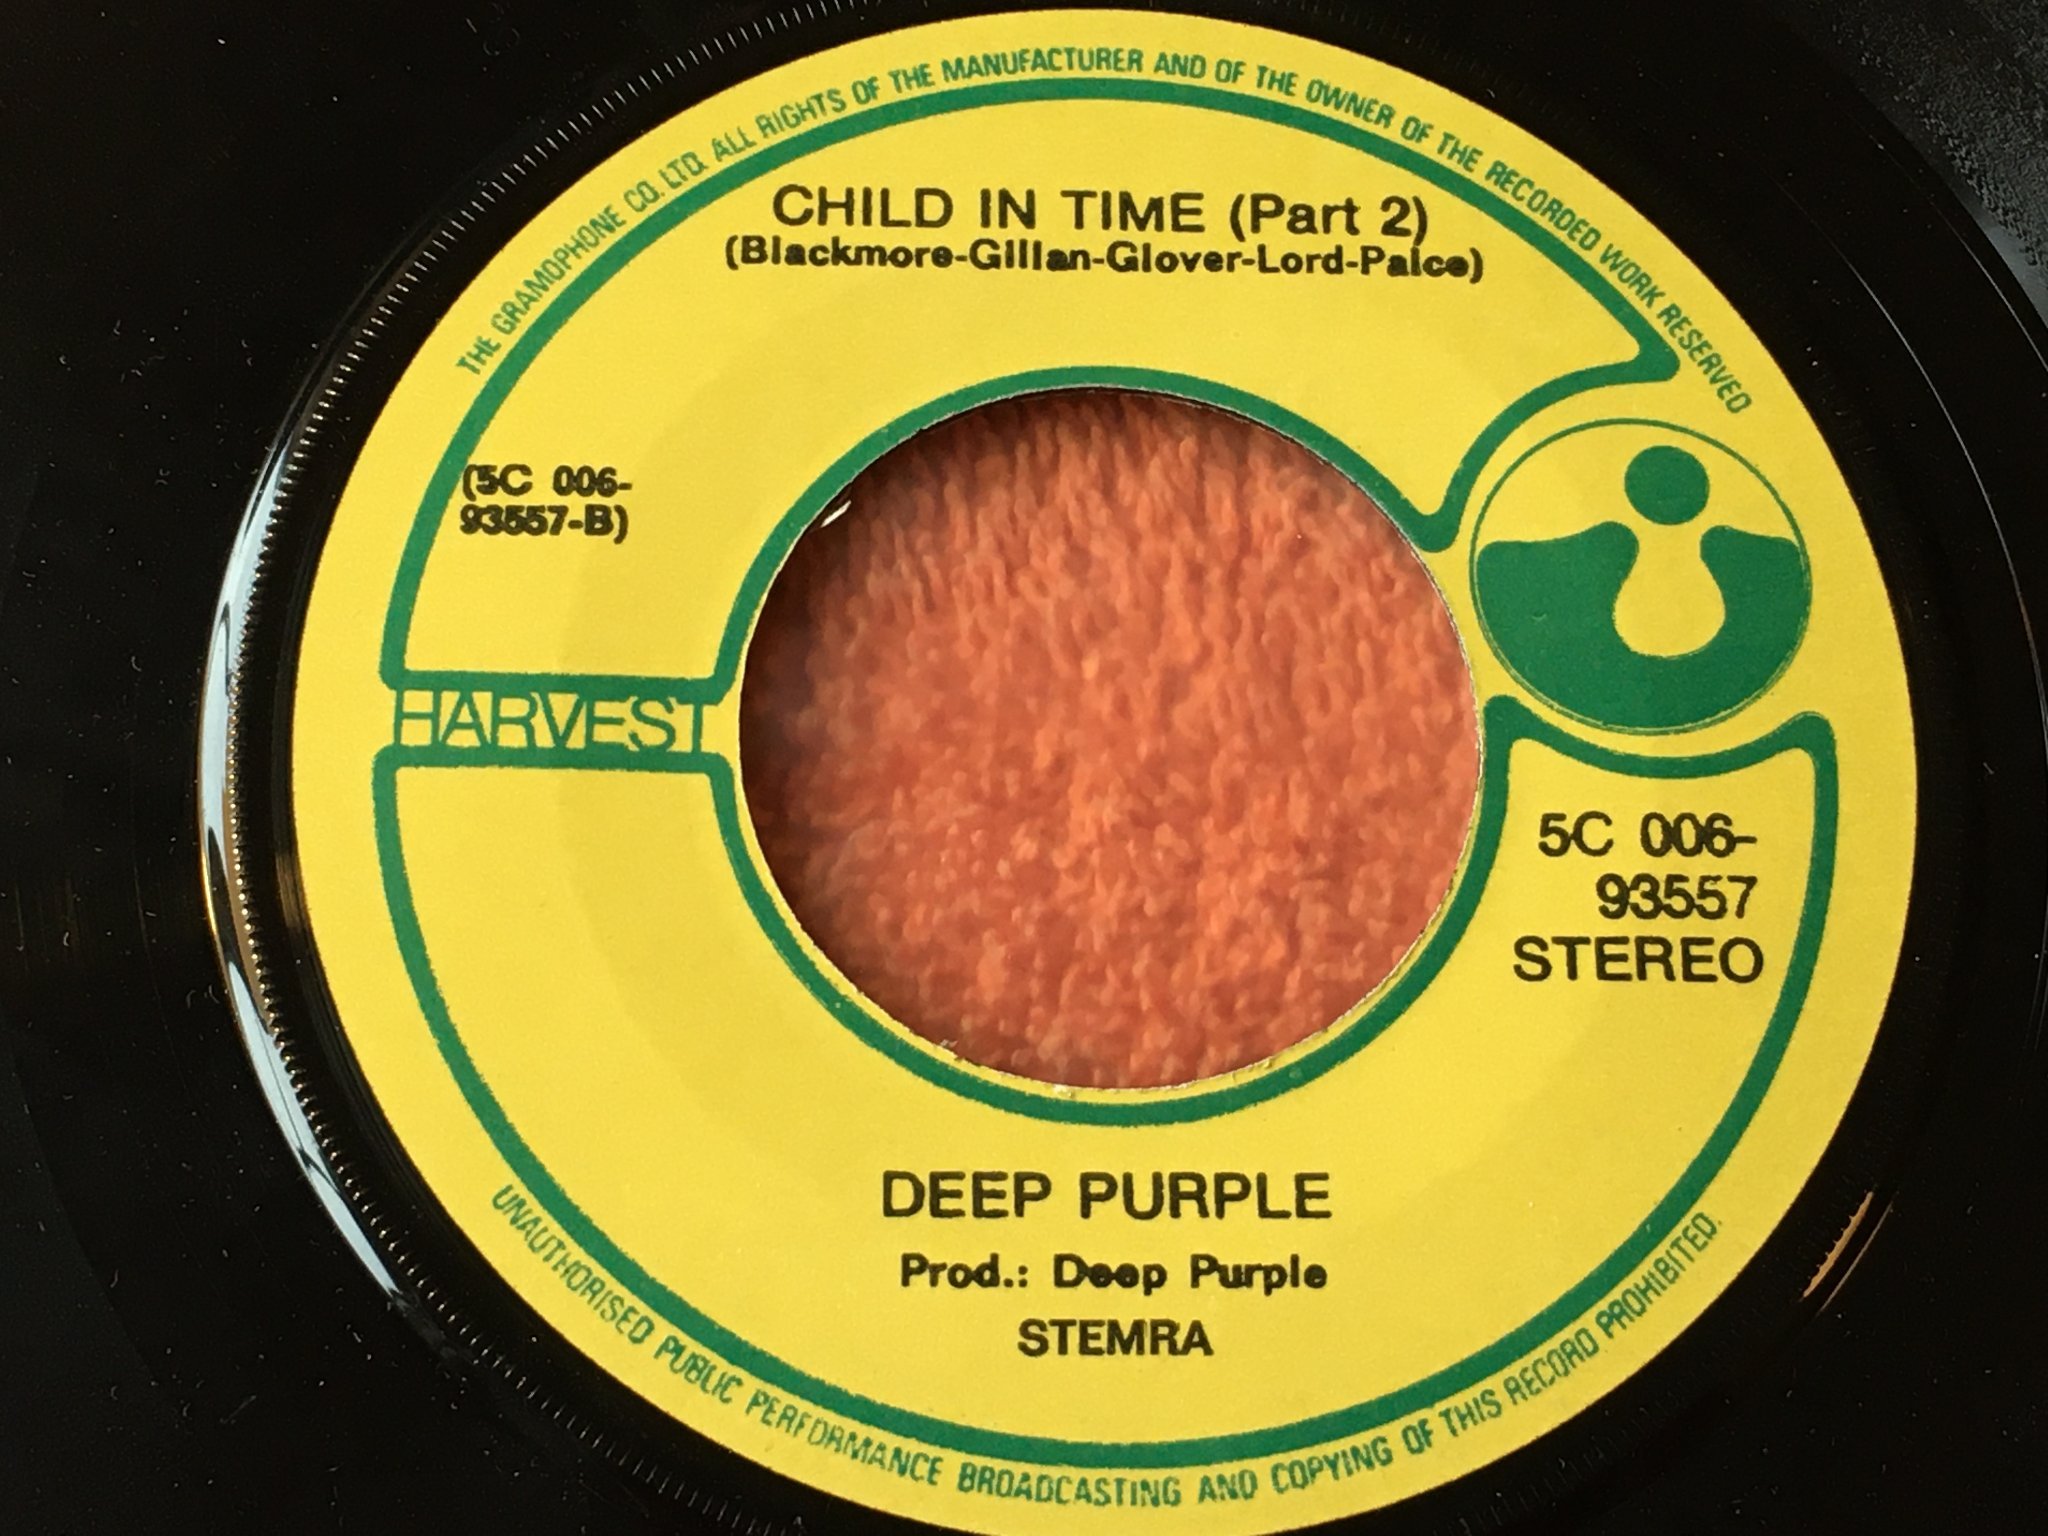 THE GRAMOPHONE CO. LTD. ALL RIGHTS OF THE MANUFACTURER AND OF THE OWNER OF THE RECORDED WORK RESERVED
CHILD IN TIME (Part 2)
(Blackmore-Gillan-Glover-Lord-Paice)
(5C 006-
93557-B)
HARVEST
5C 006-
93557
STEREO
DEEP PURPLE
Prod.: Deep Purple
STEMRA
UNAUTHORISED PUBLIC PERFORMANCE BROADCASTING AND COPYING OF THIS RECORD PROHIBITED.